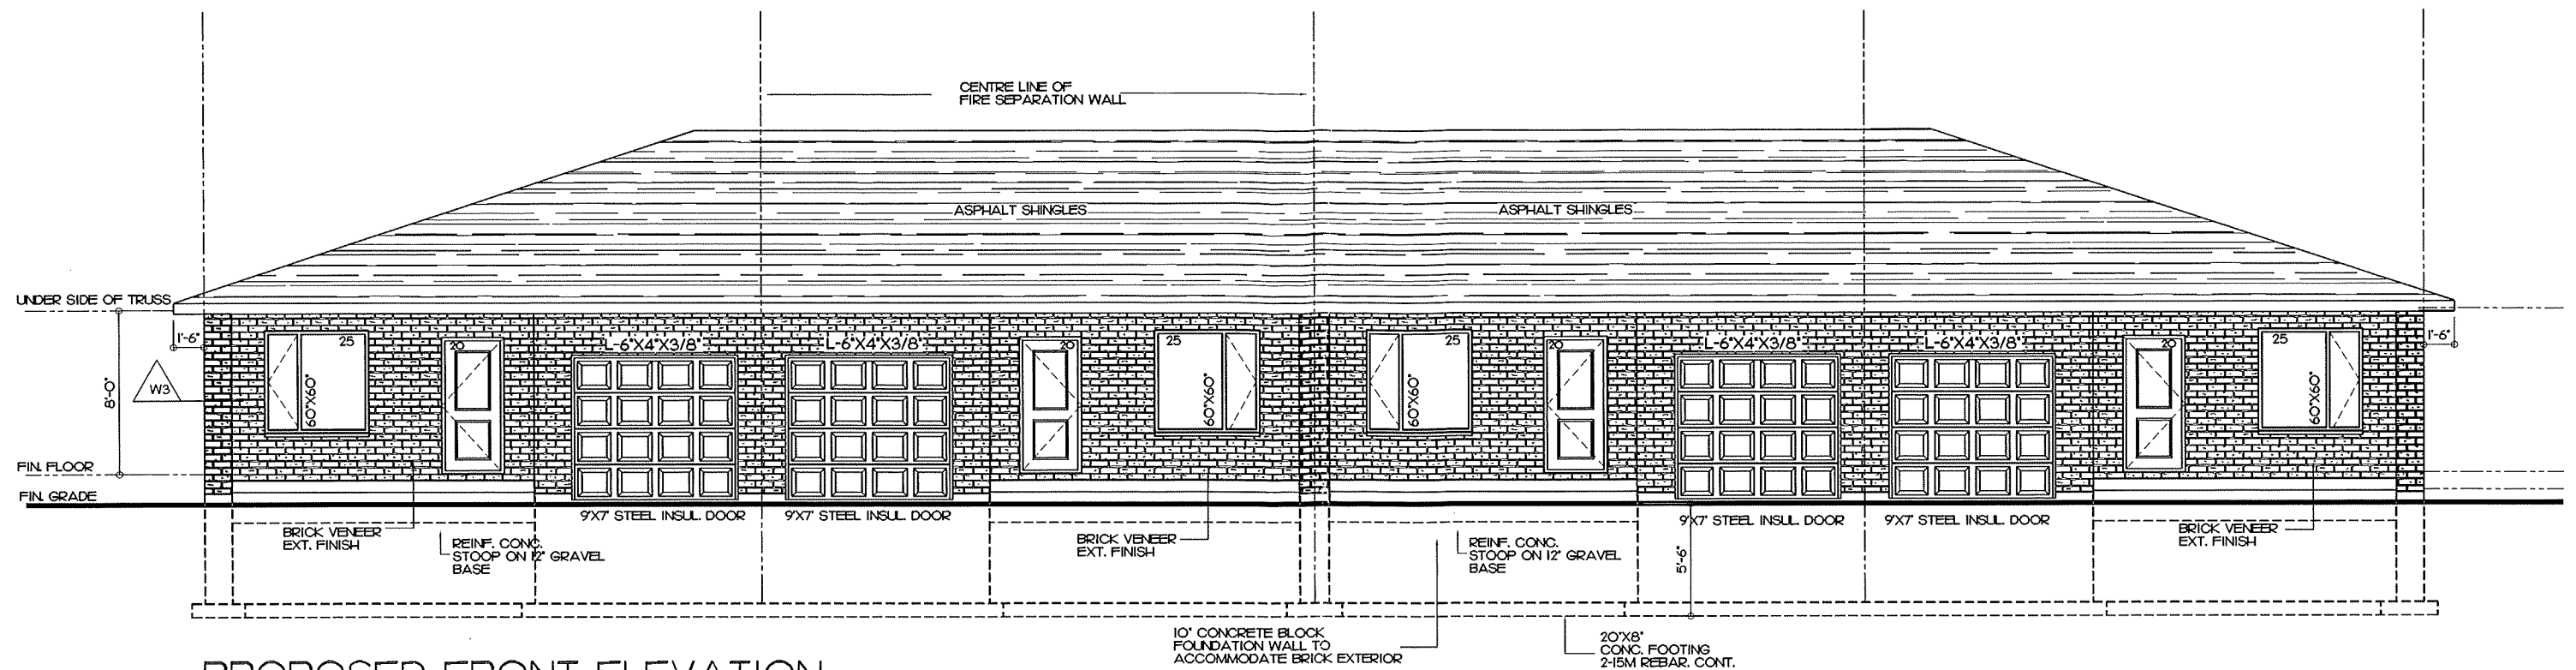 CENTRE LINE OF
FIRE SEPARATION WALL
ASPHALT SHINGLES
ASPHALT SHINGLES
UNDER SIDE OF TRUSS
1'-6"
1'-6"
8'-0"
W3
25
60"X60"
20
L-6"X4"X3/8"
L-6"X4"X3/8"
20
25
60"X60"
25
60"X60"
20
L-6"X4"X3/8"
L-6"X4"X3/8"
20
25
60"X60"
FIN. FLOOR
FIN. GRADE
9'X7' STEEL INSUL. DOOR
9'X7' STEEL INSUL. DOOR
9'X7' STEEL INSUL. DOOR
9'X7' STEEL INSUL. DOOR
BRICK VENEER
EXT. FINISH
REINF. CONC.
STOOP ON 12" GRAVEL
BASE
BRICK VENEER
EXT. FINISH
REINF. CONC.
STOOP ON 12" GRAVEL
BASE
5'-6"
BRICK VENEER
EXT. FINISH
10" CONCRETE BLOCK
FOUNDATION WALL TO
ACCOMMODATE BRICK EXTERIOR
20"X8"
CONC. FOOTING
2-15M REBAR. CONT.
PROPOSED FRONT ELEVATION